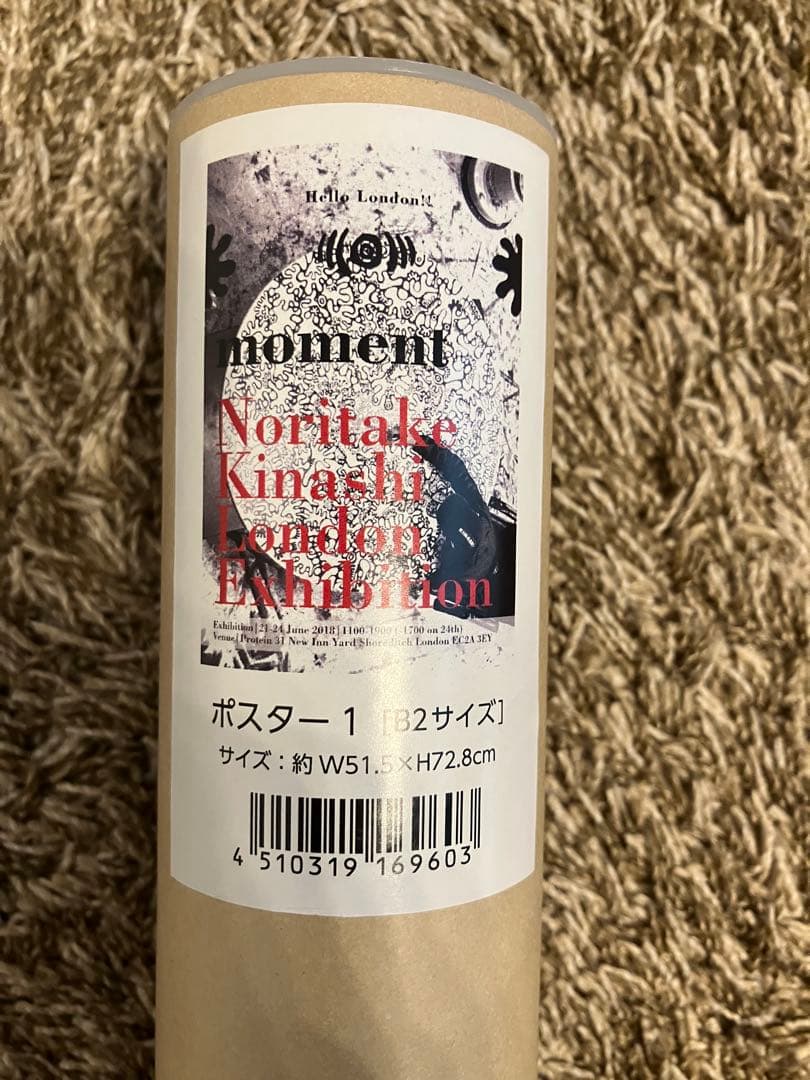 Hello London!!
moment
Noritake
Kinashi
London
Exhibition
Exhibition | 21-24 June 2018 | 1100-1900 (-1700 on 24th)
Venue | Protein 31 New Inn Yard Shoreditch London EC2A 3EY
ポスター 1 [B2サイズ]
サイズ：約 W51.5×H72.8cm
4 510319 169603